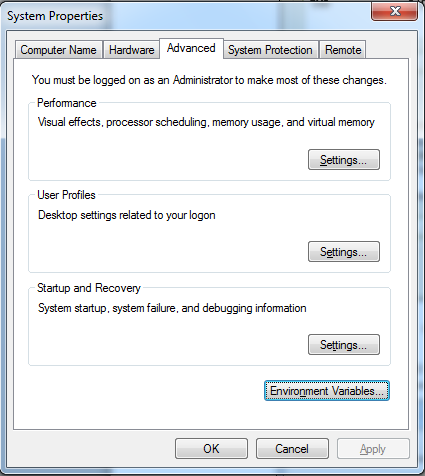 System Properties
Computer Name Hardware Advanced System Protection Remote
You must be logged on as an Administrator to make most of these changes.
Performance
Visual effects, processor scheduling, memory usage, and virtual memory
Settings...
User Profiles
Desktop settings related to your logon
Settings...
Startup and Recovery
System startup, system failure, and debugging information
Settings...
Environment Variables...
OK Cancel Apply